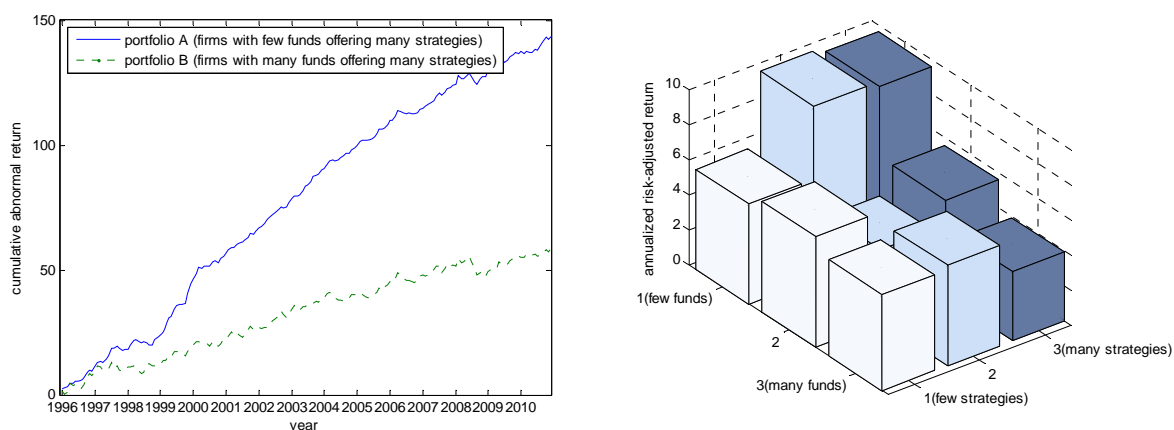 150
100
50
0
cumulative abnormal return
portfolio A (firms with few funds offering many strategies)
portfolio B (firms with many funds offering many strategies)
1996 1997 1998 1999 2000 2001 2002 2003 2004 2005 2006 2007 2008 2009 2010
year
10
8
6
4
2
0
annualized risk-adjusted return
1(few funds)
2
3(many funds)
3(many strategies)
2
1(few strategies)